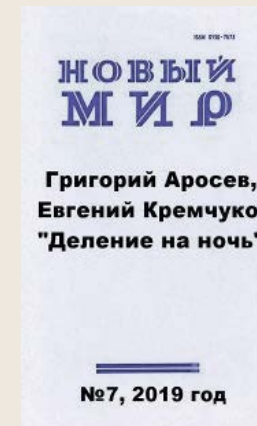 НОВЫЙ
МИР
Григорий Аросев,
Евгений Кремчуко
"Деление на ночь"
№7, 2019 год